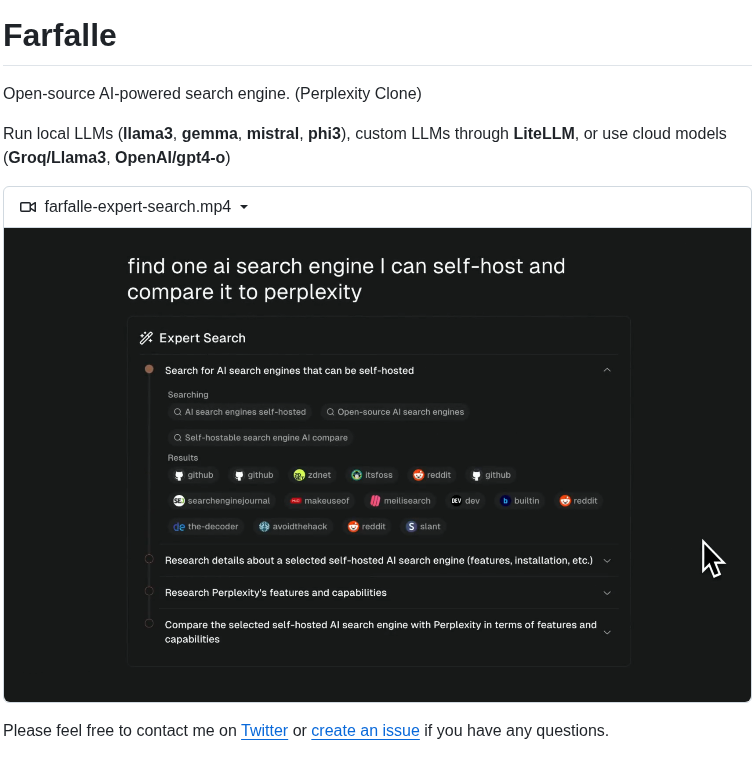 Farfalle
Open-source AI-powered search engine. (Perplexity Clone)
Run local LLMs (llama3, gemma, mistral, phi3), custom LLMs through LiteLLM, or use cloud models
(Groq/Llama3, OpenAI/gpt4-o)
farfalle-expert-search.mp4
find one ai search engine I can self-host and
compare it to perplexity
Expert Search
Search for AI search engines that can be self-hosted
Searching
AI search engines self-hosted Open-source AI search engines
Self-hostable search engine AI compare
Results
github github zdnet itsfoss reddit github
searchenginejournal makeuseof meilisearch DEV dev builtin reddit
the-decoder avoidthehack reddit slant
Research details about a selected self-hosted AI search engine (features, installation, etc.)
Research Perplexity's features and capabilities
Compare the selected self-hosted AI search engine with Perplexity in terms of features and
capabilities
Please feel free to contact me on Twitter or create an issue if you have any questions.